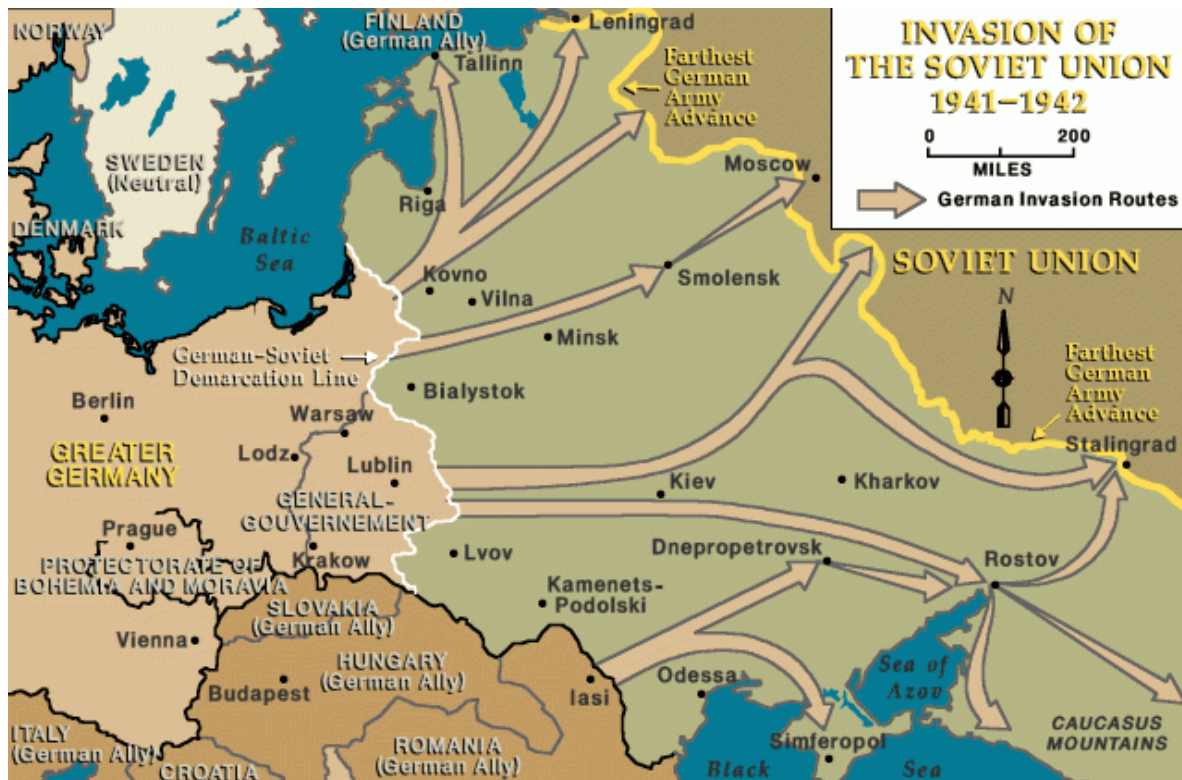 NORWAY
FINLAND
(German Ally)
Leningrad
Tallinn
Farthest
German
Army
Advance
INVASION OF
THE SOVIET UNION
1941–1942
0 200
MILES
German Invasion Routes
SWEDEN
(Neutral)
Moscow
Riga
DENMARK
Baltic
Sea
SOVIET UNION
Kovno
Vilna
Smolensk
N
Minsk
German-Soviet
Demarcation Line
Bialystok
Farthest
German
Army
Advance
Berlin
Warsaw
Stalingrad
GREATER
GERMANY
Lodz
Lublin
Kiev
Kharkov
GENERAL-
GOUVERNEMENT
Prague
Krakow
Lvov
Dnepropetrovsk
Rostov
PROTECTORATE OF
BOHEMIA AND MORAVIA
Kamenets-
Podolski
SLOVAKIA
(German Ally)
Vienna
HUNGARY
(German Ally)
Budapest
Iasi
Odessa
Sea of
Azov
CAUCASUS
MOUNTAINS
ITALY
(German Ally)
ROMANIA
(German Ally)
Simferopol
CROATIA
Black
Sea